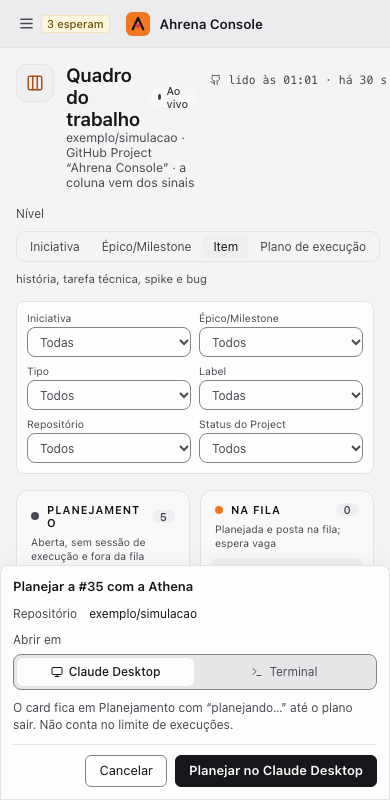 3 esperam
Ahrena Console
Quadro
do
trabalho
Ao
vivo
lido às 01:01 · há 30 s
exemplo/simulacao ·
GitHub Project
“Ahrena Console” · a
coluna vem dos sinais
Nível
Iniciativa Épico/Milestone Item Plano de execução
história, tarefa técnica, spike e bug
Iniciativa Épico/Milestone
Todas Todos
Tipo Label
Todos Todas
Repositório Status do Project
Todos Todos
PLANEJAMENT
O
5
Aberta, sem sessão de
execução e fora da fila
NA FILA 0
Planejada e posta na fila;
espera vaga
Planejar a #35 com a Athena
Repositório exemplo/simulacao
Abrir em
Claude Desktop Terminal
O card fica em Planejamento com “planejando…” até o plano
sair. Não conta no limite de execuções.
Cancelar Planejar no Claude Desktop